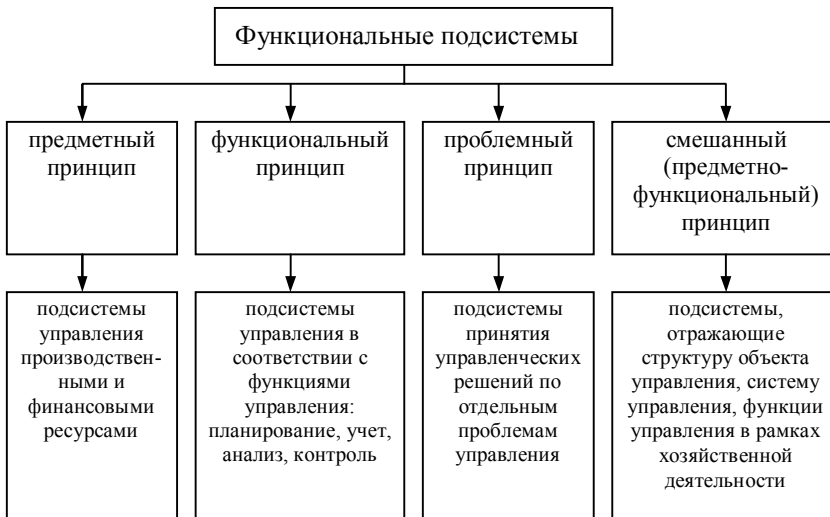 Функциональные подсистемы
предметный
принцип
функциональный
принцип
проблемный
принцип
смешанный
(предметно-
функциональный)
принцип
подсистемы
управления
производствен-
ными и
финансовыми
ресурсами
подсистемы
управления в
соответствии с
функциями
управления:
планирование, учет,
анализ, контроль
подсистемы
принятия
управленческих
решений по
отдельным
проблемам
управления
подсистемы,
отражающие
структуру объекта
управления, систему
управления, функции
управления в рамках
хозяйственной
деятельности